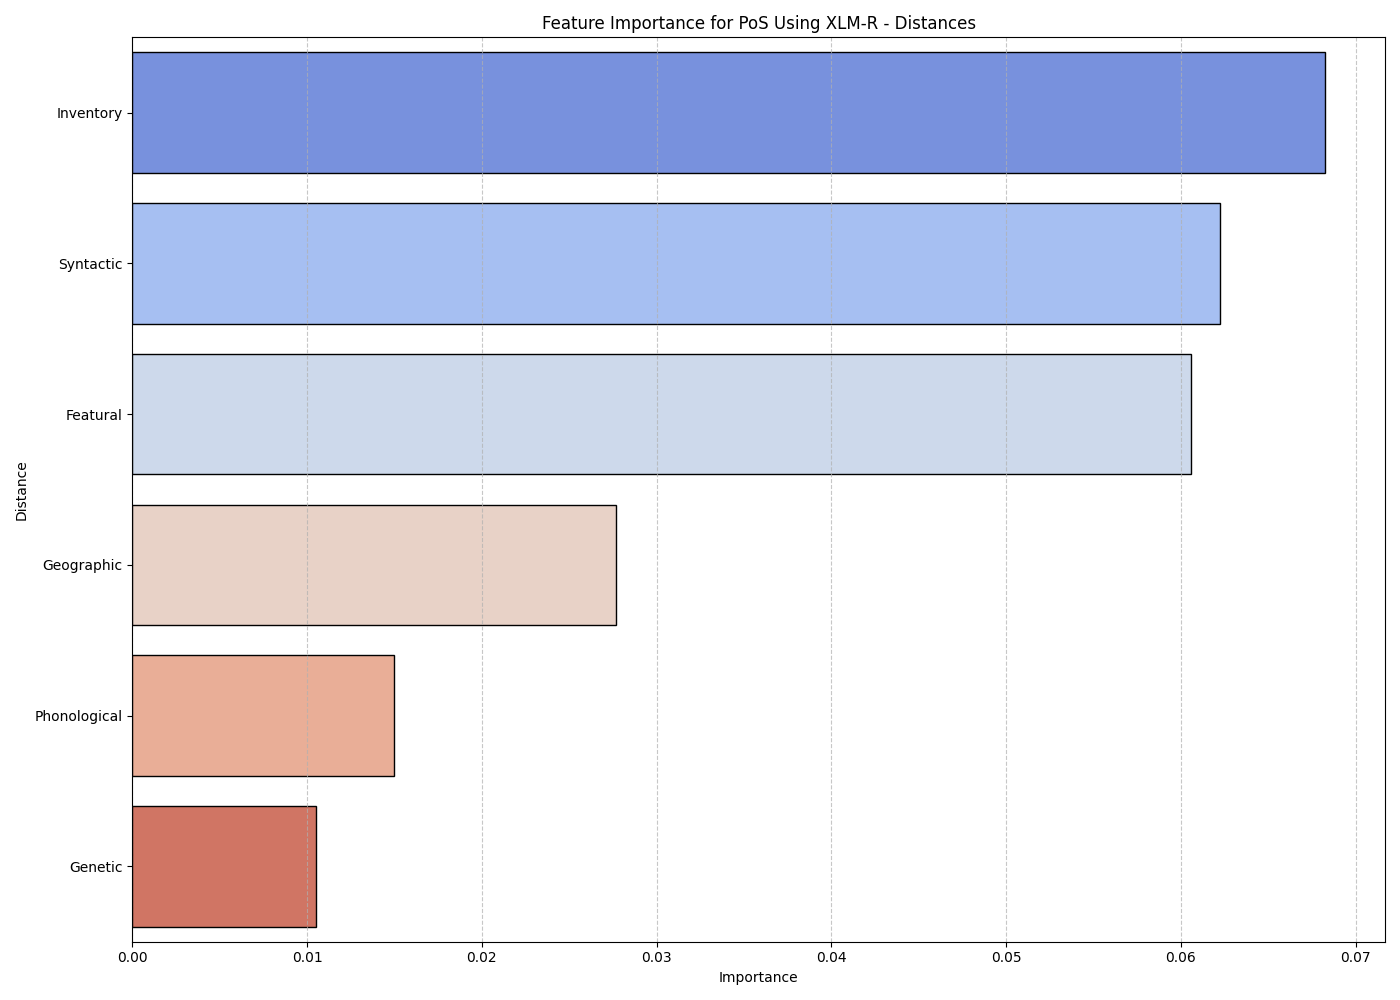 Feature Importance for PoS Using XLM-R - Distances
Inventory
Syntactic
Featural
Geographic
Phonological
Genetic
Distance
0.00 0.01 0.02 0.03 0.04 0.05 0.06 0.07
Importance